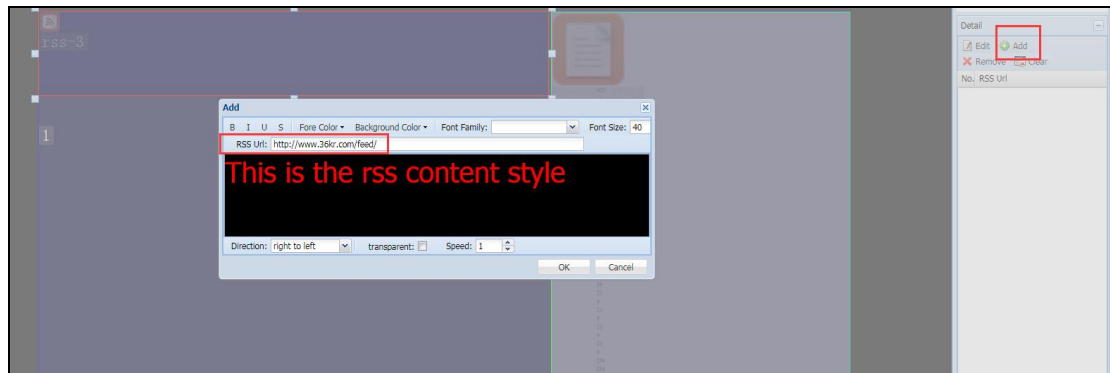 rss-3
1
Add
B I U S Fore Color Background Color Font Family: Font Size: 40
RSS Url: http://www.36kr.com/feed/
This is the rss content style
Direction: right to left transparent: Speed: 1
OK Cancel
Detail
Edit Add
Remove Clear
No. RSS Url